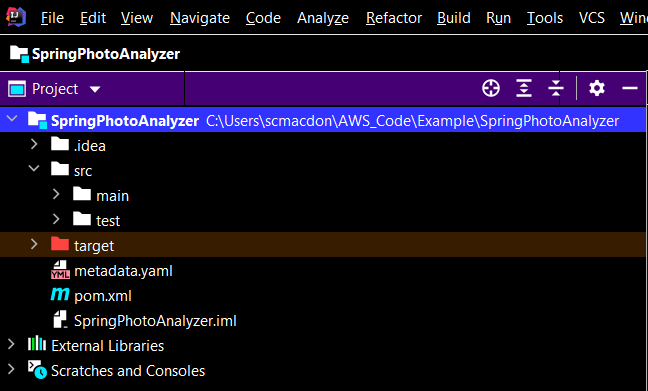 File Edit View Navigate Code Analyze Refactor Build Run Tools VCS
SpringPhotoAnalyzer
Project
SpringPhotoAnalyzer C:\Users\scmacdon\AWS_Code\Example\SpringPhotoAnalyzer
.idea
src
main
test
target
YML metadata.yaml
m pom.xml
SpringPhotoAnalyzer.iml
External Libraries
Scratches and Consoles